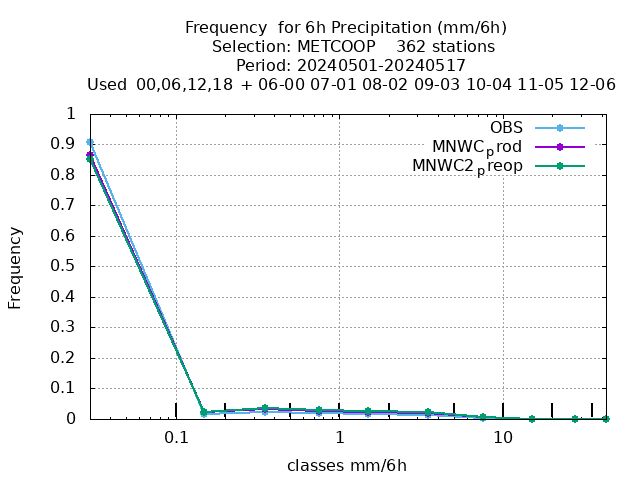 Frequency  for 6h Precipitation (mm/6h)
Selection: METCOOP    362 stations
Period: 20240501-20240517
Used  00,06,12,18  + 06-00 07-01 08-02 09-03 10-04 11-05 12-06
OBS
MNWCprod
MNWC2preop
1
0.9
0.8
0.7
0.6
0.5
0.4
0.3
0.2
0.1
0
Frequency
0.1 1 10
classes mm/6h